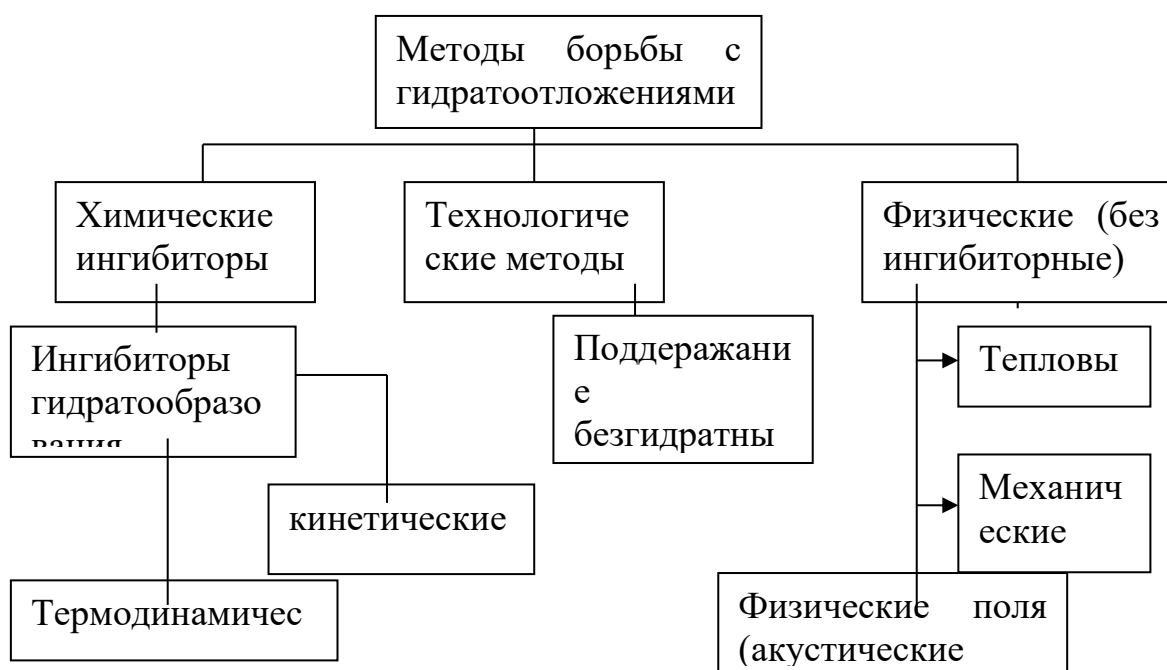 Методы борьбы с
гидратоотложениями
Химические
ингибиторы
Технологиче
ские методы
Физические (без
ингибиторные)
Ингибиторы
гидратообразо
вания
Поддеражани
е
безгидратны
Тепловы
Механич
еские
кинетические
Термодинамичес
Физические поля
(акустические